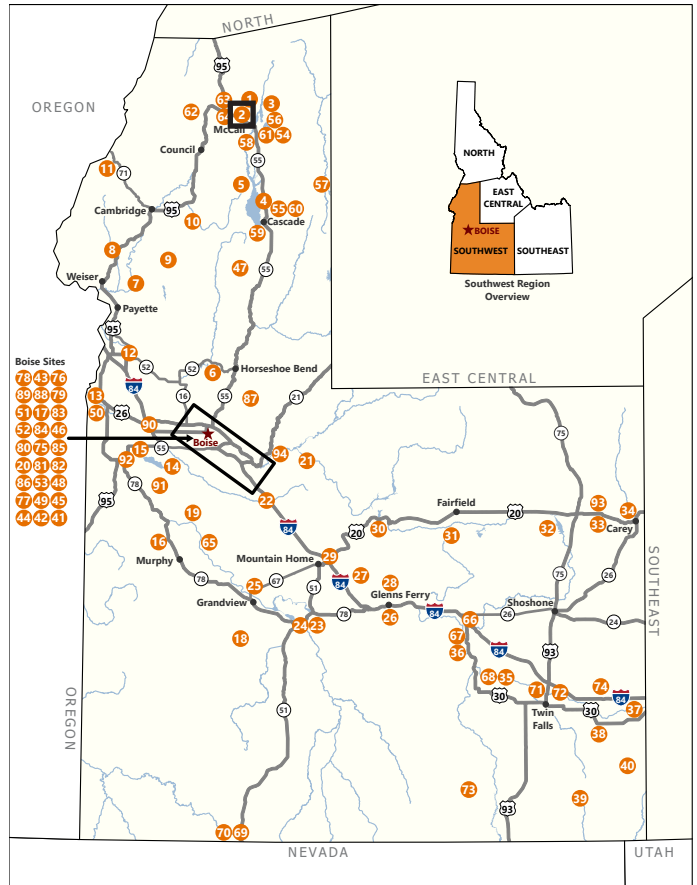 NORTH
95
OREGON
63 1 3
62 64 2 56
McCall
61 54
58
Council
55
11
71
5
57
4
55 60
Cambridge
95
10
Cascade
59
8
9
47
55
Weiser
7
Payette
95
12
52
52
6
Horseshoe Bend
84
16
55
87
21
EAST CENTRAL
NORTH
EAST
CENTRAL
BOISE
SOUTHWEST
SOUTHEAST
Southwest Region
Overview
Boise Sites
78 43 76
89 88 79
51 17 83
52 84 46
80 75 85
20 81 82
86 53 48
77 49 45
44 42 41
13
50
26
90
Boise
15
55
92
14
94
21
78
91
22
95
19
84
16
65
Murphy
Mountain Home
29
20
30
Fairfield
20
31
32
75
93
34
33
Carey
78
67
25
Grandview
51
84
27
28
Glenns Ferry
26
78
84
24 23
18
66
26
Shoshone
75
26
24
67
36
84
93
68 35
30
71
72
74
84
37
30
Twin
Falls
38
51
40
73
39
93
70 69
OREGON
SOUTHEAST
NEVADA
UTAH